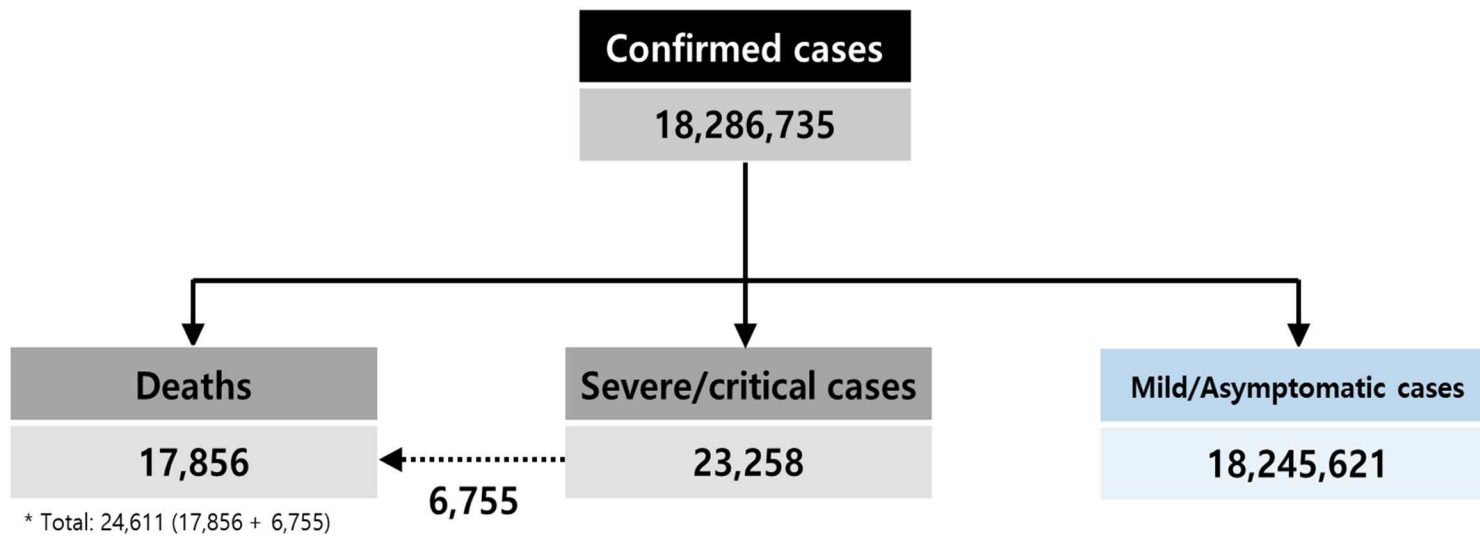 Confirmed cases
18,286,735
Deaths
Severe/critical cases
Mild/Asymptomatic cases
17,856
6,755
23,258
18,245,621
* Total: 24,611 (17,856 + 6,755)